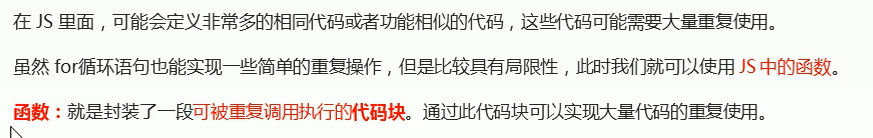 在 JS 里面，可能会定义非常多的相同代码或者功能相似的代码，这些代码可能需要大量重复使用。
虽然 for循环语句也能实现一些简单的重复操作，但是比较具有局限性，此时我们就可以使用 JS 中的函数。
函数：就是封装了一段可被重复调用执行的代码块。通过此代码块可以实现大量代码的重复使用。